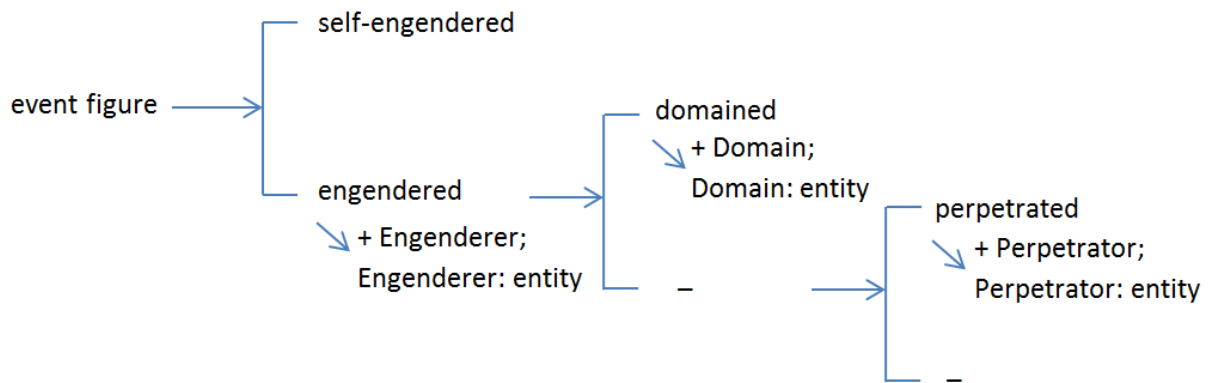 self-engendered
event figure
domained
+ Domain;
Domain: entity
engendered
+ Engenderer;
Engenderer: entity
perpetrated
+ Perpetrator;
Perpetrator: entity
–
–